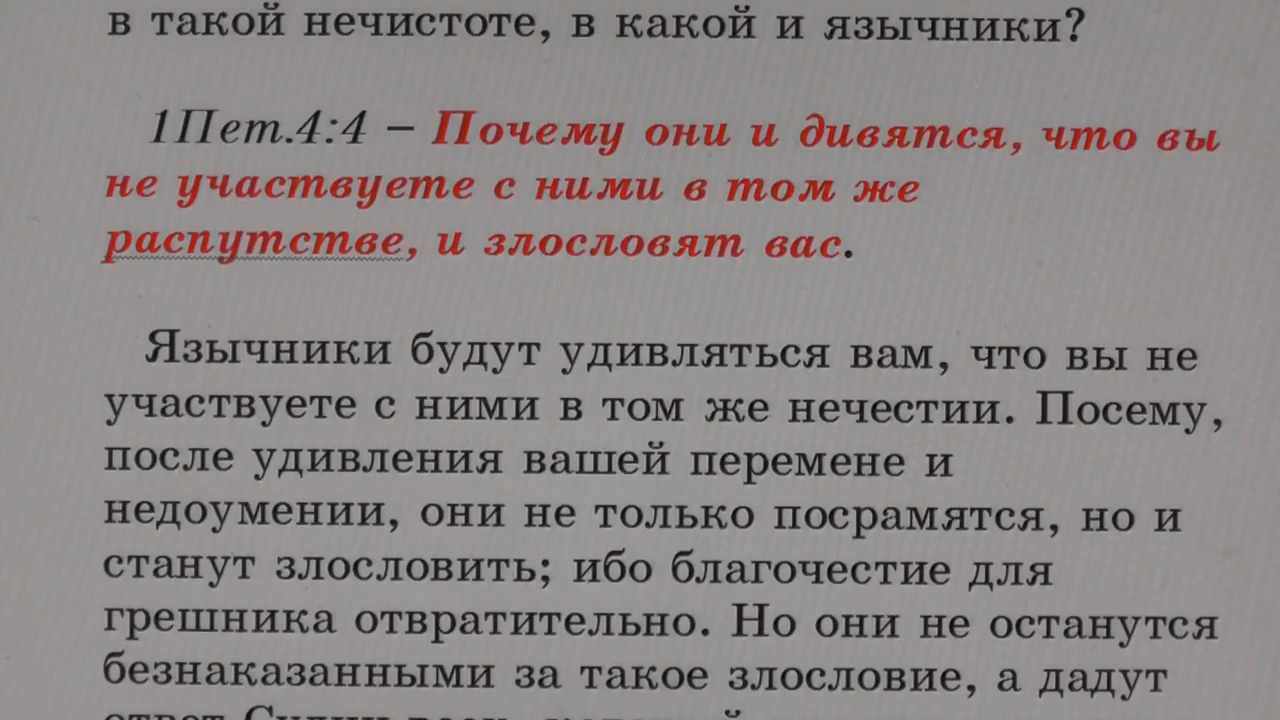 в такой нечистоте, в какой и язычники?
1Пет.4:4 – Почему они и дивятся, что вы
не участвуете с ними в том же
распутстве, и злословят вас.
Язычники будут удивляться вам, что вы не
участвуете с ними в том же нечестии. Посему,
после удивления вашей перемене и
недоумении, они не только посрамятся, но и
станут злословить; ибо благочестие для
грешника отвратительно. Но они не останутся
безнаказанными за такое злословие, а дадут
ответ